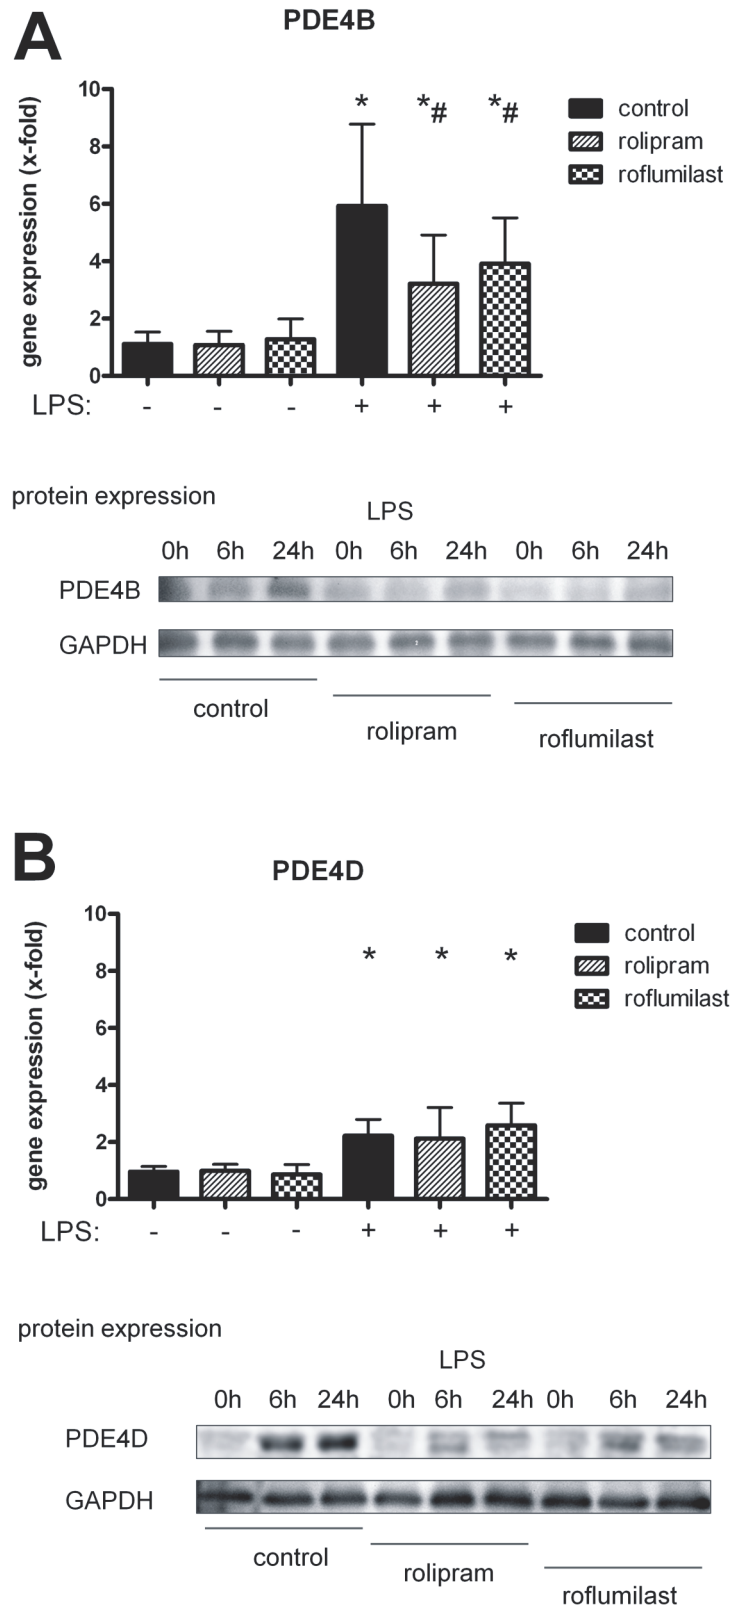 A
PDE4B
gene expression (x-fold)
10
8
6
4
2
0
* *# *#
control
rolipram
roflumilast
LPS: - - - + + +
protein expression
LPS
0h 6h 24h 0h 6h 24h 0h 6h 24h
PDE4B
GAPDH
control
rolipram
roflumilast
B
PDE4D
gene expression (x-fold)
10
8
6
4
2
0
* * *
control
rolipram
roflumilast
LPS: - - - + + +
protein expression
LPS
0h 6h 24h 0h 6h 24h 0h 6h 24h
PDE4D
GAPDH
control
rolipram
roflumilast